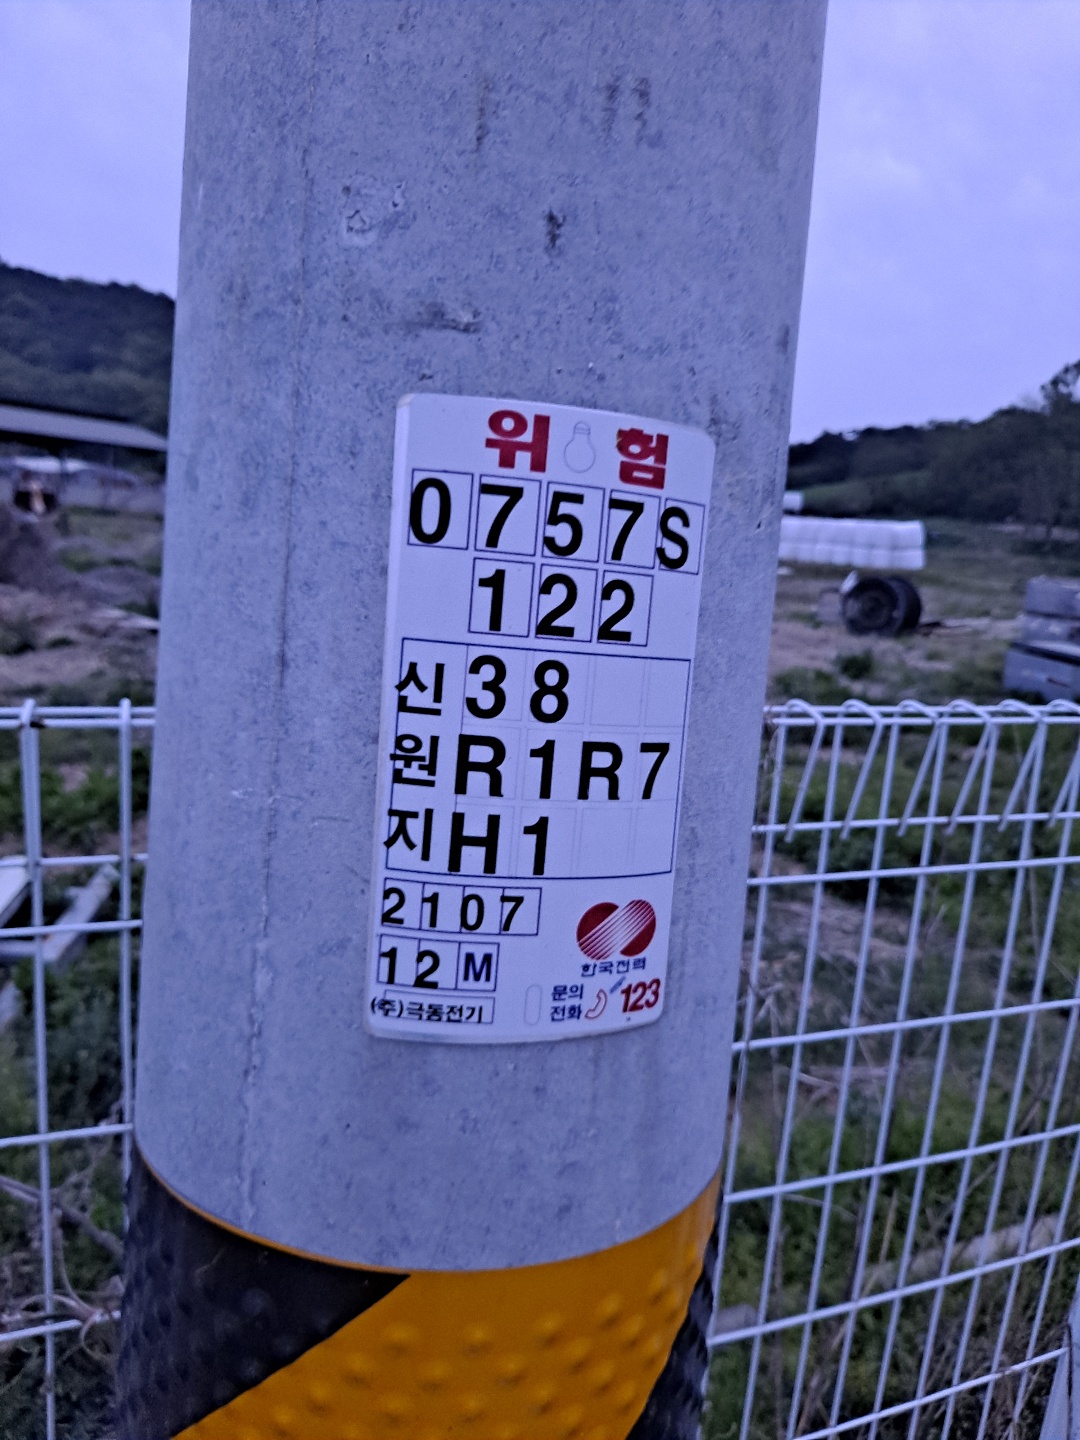 위험
0757S
122
신38
원R1R7
지H1
2107
12M
한국전력
(주)극동전기
문의
전화 123